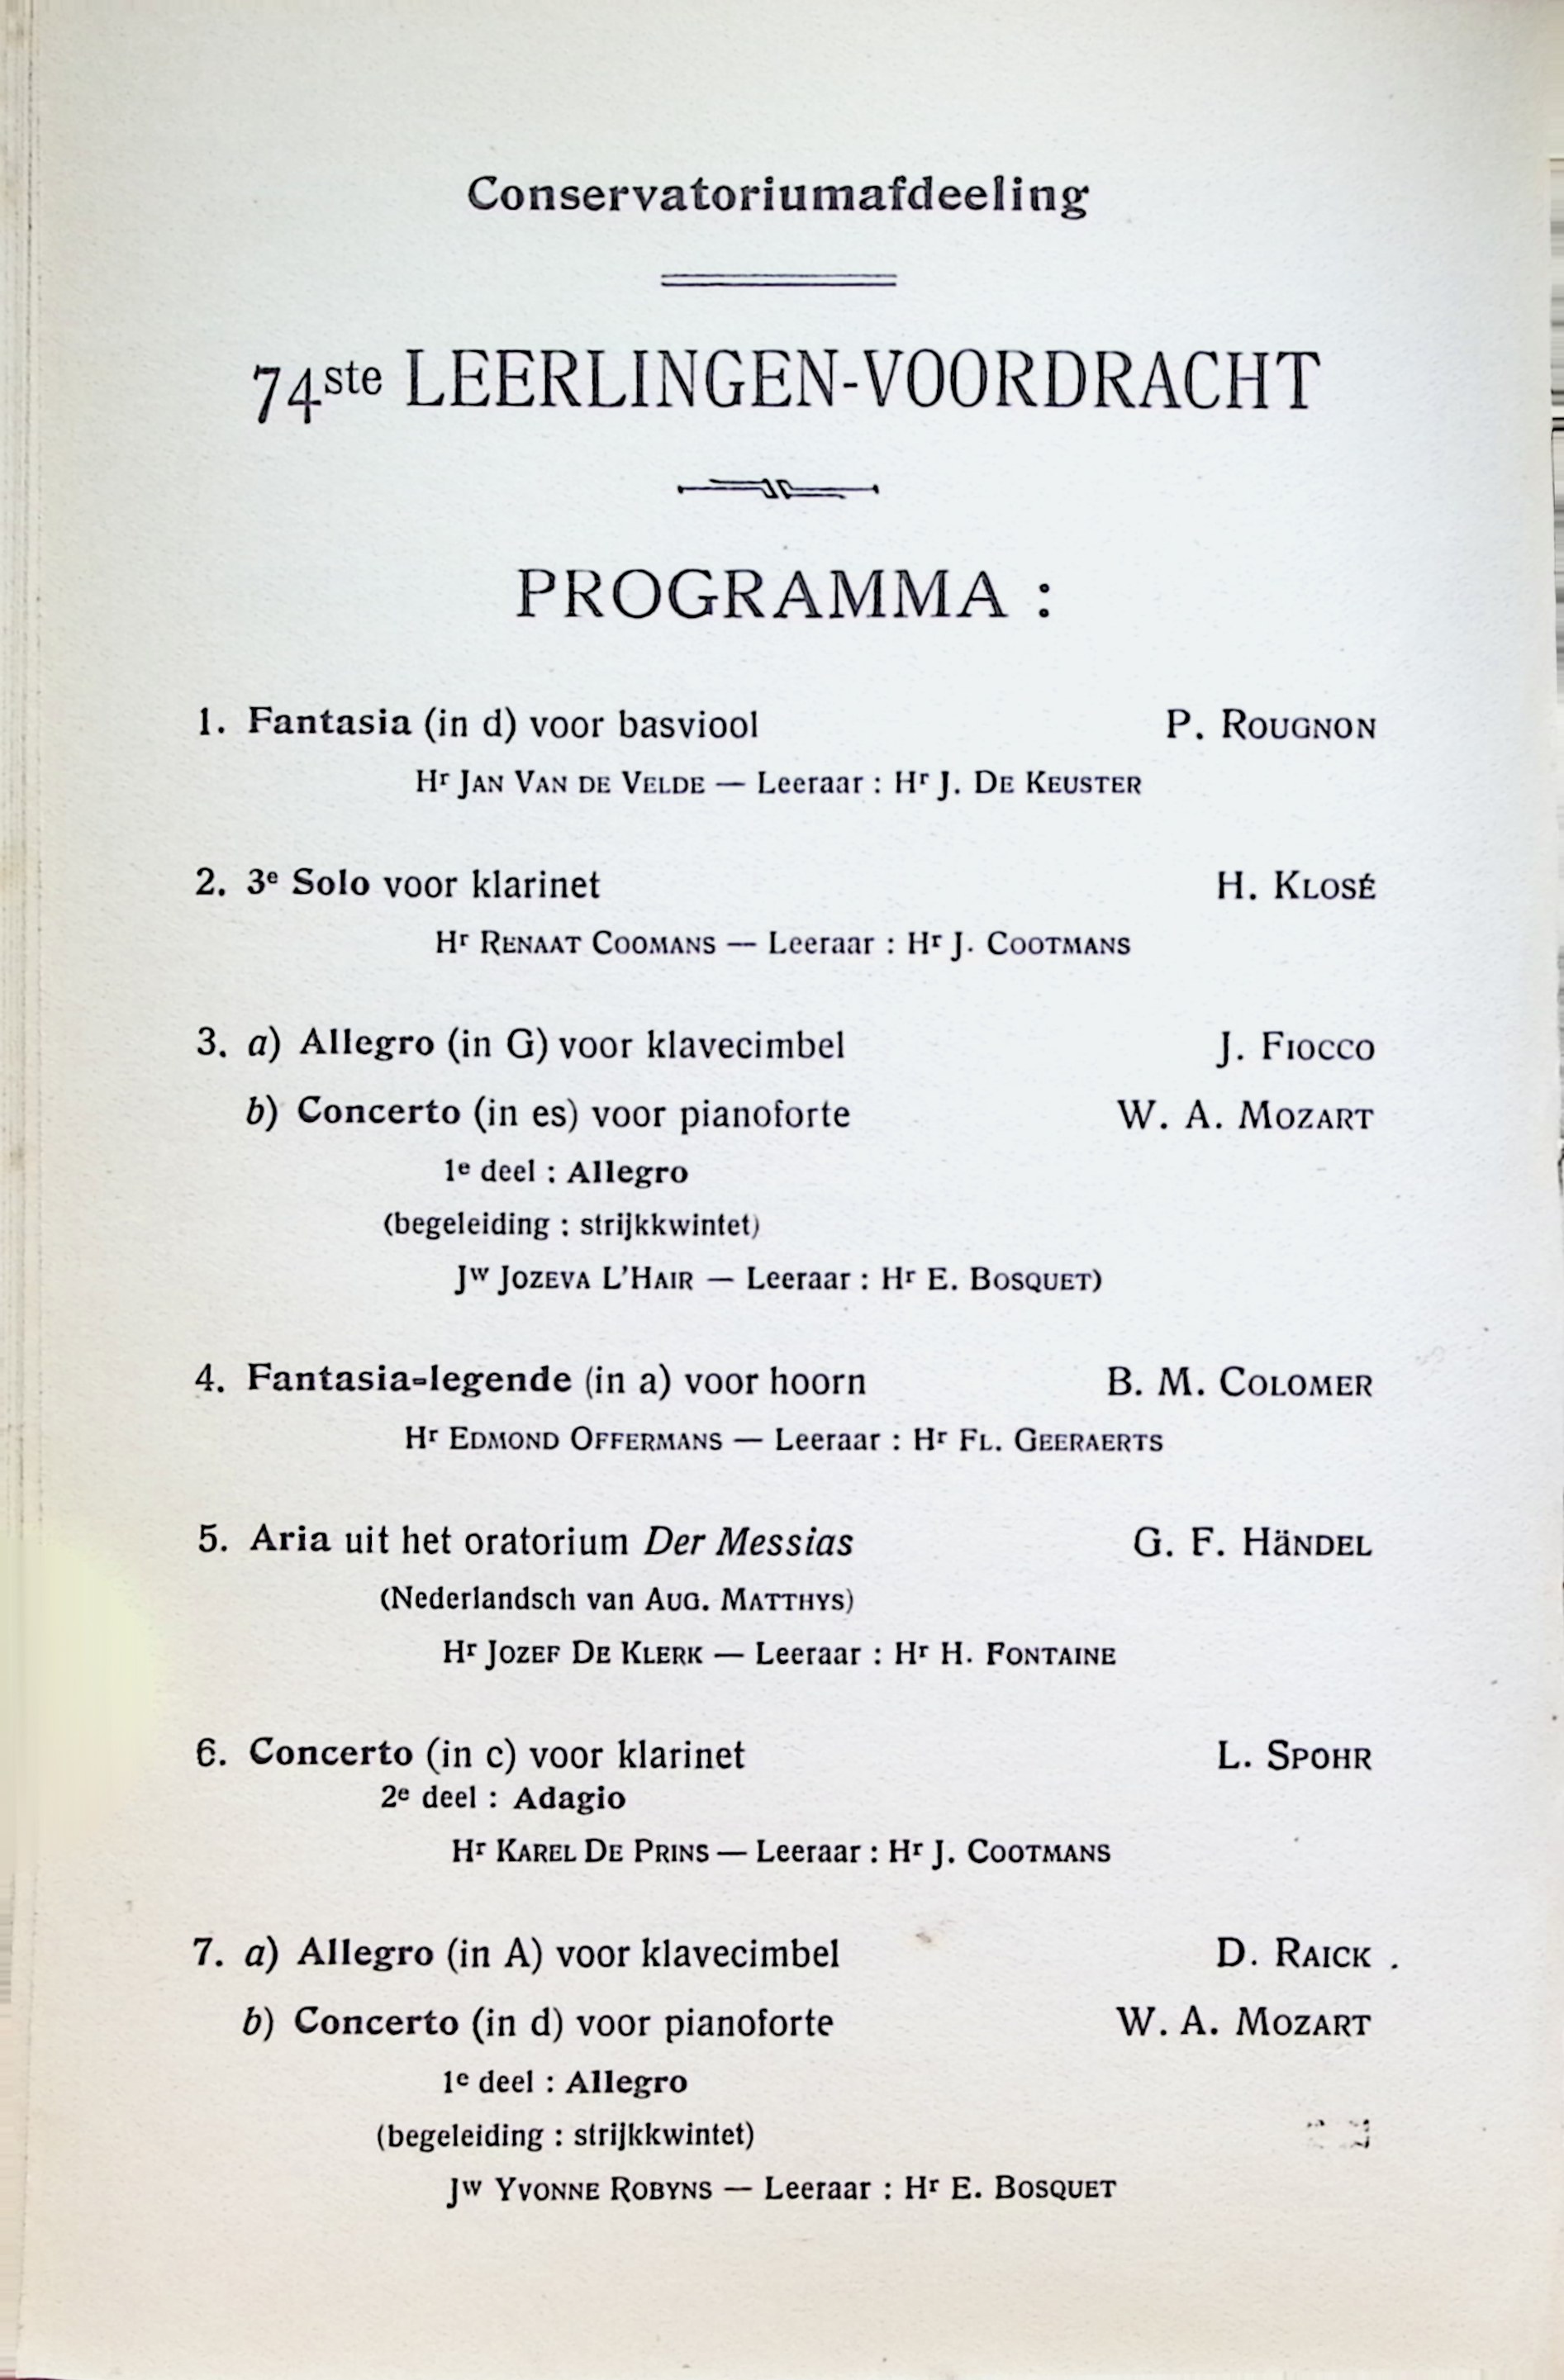 Conservatoriumafdeeling
74ste LEERLINGEN-VOORDRACHT
PROGRAMMA :
1. Fantasia (in d) voor basviool P. ROUGNON
Hr JAN VAN DE VELDE — Leeraar : Hr J. DE KEUSTER
2. 3e Solo voor klarinet H. KLOSÉ
Hr RENAAT COOMANS — Leeraar : Hr J. COOTMANS
3. a) Allegro (in G) voor klavecimbel J. FIOCCO
b) Concerto (in es) voor pianoforte W. A. MOZART
1e deel : Allegro
(begeleiding : strijkkwintet)
Jw JOZEVA L'HAIR — Leeraar : Hr E. BOSQUET)
4. Fantasia-legende (in a) voor hoorn B. M. COLOMER
Hr EDMOND OFFERMANS — Leeraar : Hr FL. GEERAERTS
5. Aria uit het oratorium Der Messias G. F. HäNDEL
(Nederlandsch van AUG. MATTHYS)
Hr JOZEF DE KLERK — Leeraar : Hr H. FONTAINE
6. Concerto (in c) voor klarinet L. SPOHR
2e deel : Adagio
Hr KAREL DE PRINS — Leeraar : Hr J. COOTMANS
7. a) Allegro (in A) voor klavecimbel D. RAICK .
b) Concerto (in d) voor pianoforte W. A. MOZART
1e deel : Allegro
(begeleiding : strijkkwintet)
Jw YVONNE ROBYNS — Leeraar : Hr E. BOSQUET